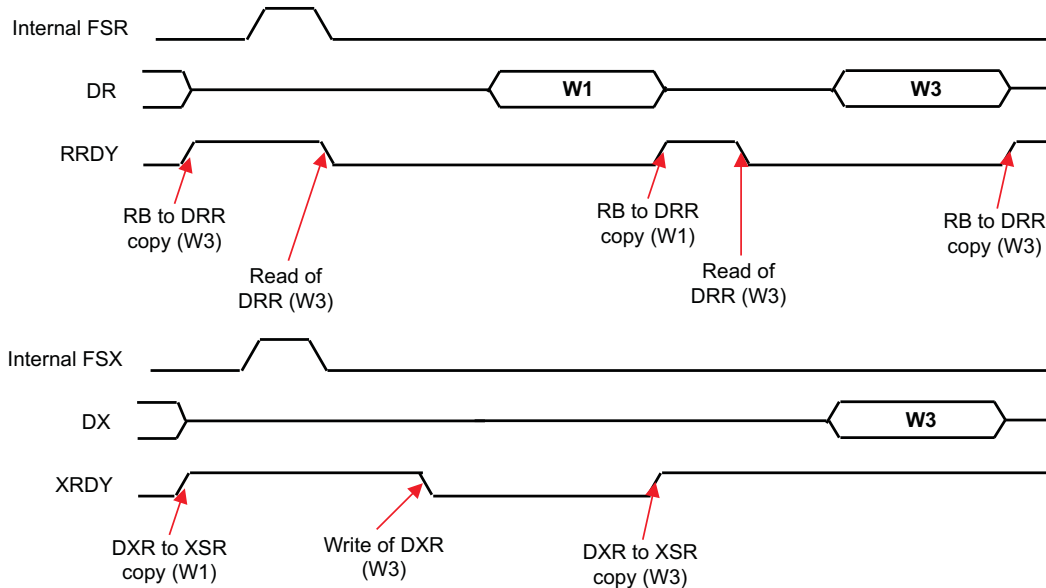 Internal FSR
DR
W1
W3
RRDY
RB to DRR
copy (W3)
Read of
DRR (W3)
RB to DRR
copy (W1)
Read of
DRR (W3)
RB to DRR
copy (W3)
Internal FSX
DX
W3
XRDY
DXR to XSR
copy (W1)
Write of DXR
(W3)
DXR to XSR
copy (W3)